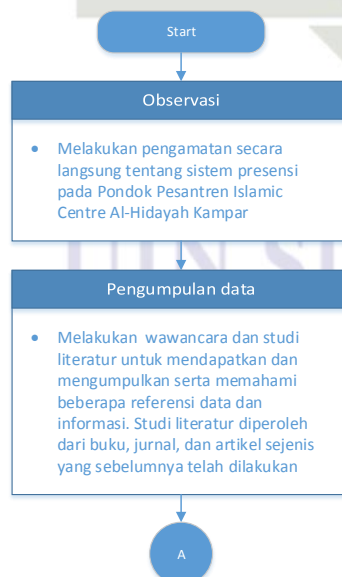 Start
Observasi
• Melakukan pengamatan secara
langsung tentang sistem presensi
pada Pondok Pesantren Islamic
Centre Al-Hidayah Kampar
Pengumpulan data
• Melakukan wawancara dan studi
literatur untuk mendapatkan dan
mengumpulkan serta memahami
beberapa referensi data dan
informasi. Studi literatur diperoleh
dari buku, jurnal, dan artikel sejenis
yang sebelumnya telah dilakukan
A